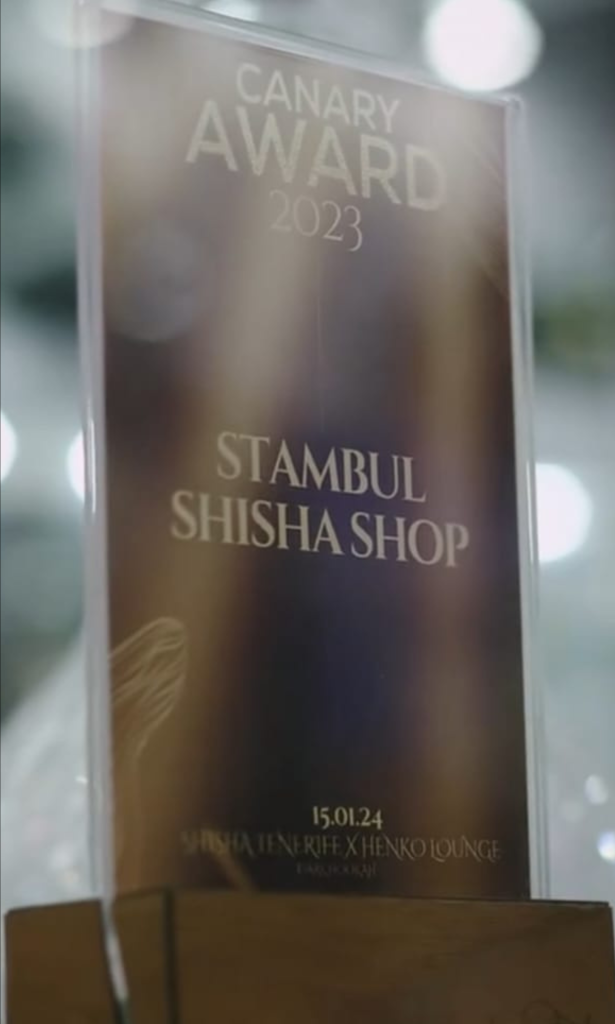 CANARY
AWARD
2023
STAMBUL
SHISHA SHOP
15.01.24
SHISHA TENERIFE X HENKO LOUNGE